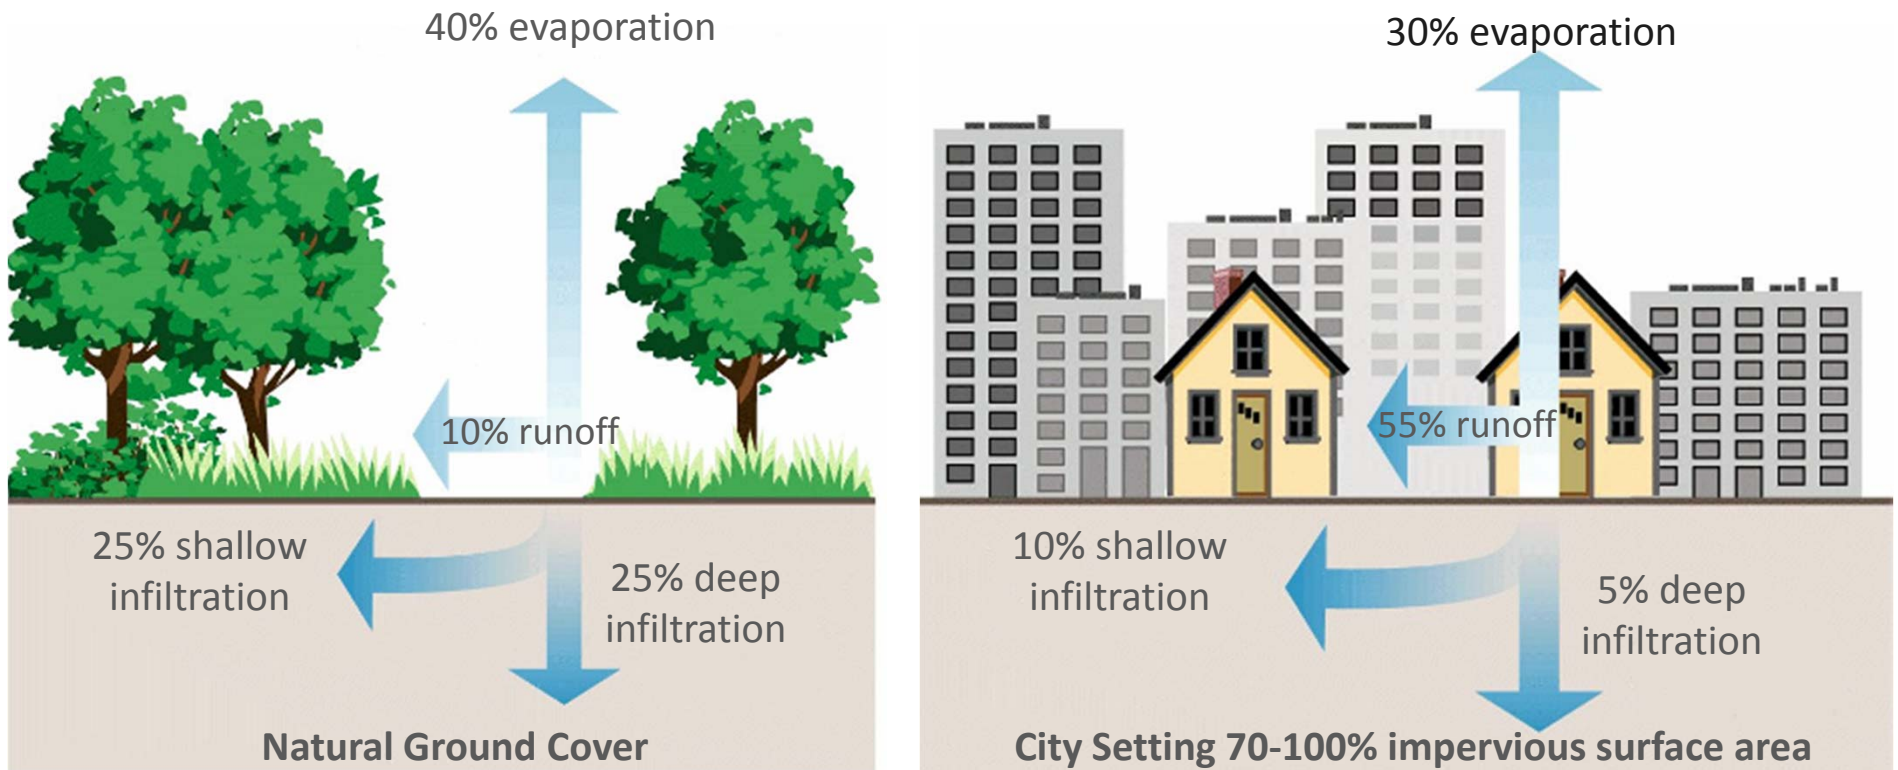 40% evaporation
10% runoff
25% shallow
infiltration
25% deep
infiltration
Natural Ground Cover
30% evaporation
55% runoff
10% shallow
infiltration
5% deep
infiltration
City Setting 70-100% impervious surface area